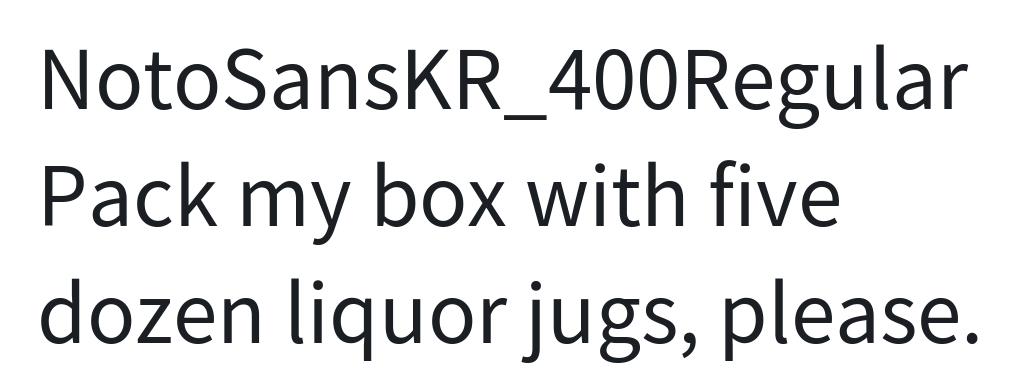 NotoSansKR_400Regular
Pack my box with five
dozen liquor jugs, please.